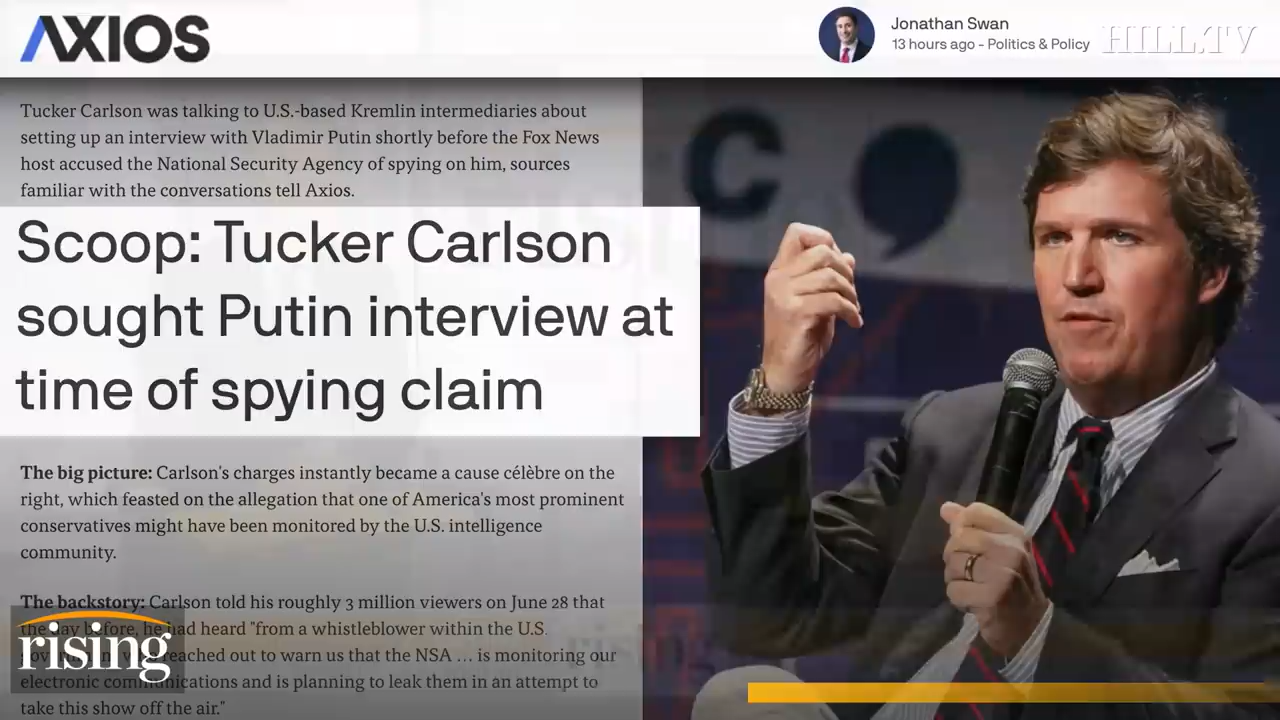 AXIOS
Jonathan Swan
13 hours ago - Politics & Policy
HILL.TV
Tucker Carlson was talking to U.S.-based Kremlin intermediaries about
setting up an interview with Vladimir Putin shortly before the Fox News
host accused the National Security Agency of spying on him, sources
familiar with the conversations tell Axios.
Scoop: Tucker Carlson
sought Putin interview at
time of spying claim
The big picture: Carlson's charges instantly became a cause célèbre on the
right, which feasted on the allegation that one of America's most prominent
conservatives might have been monitored by the U.S. intelligence
community.
The backstory: Carlson told his roughly 3 million viewers on June 28 that
the day before, he had heard "from a whistleblower within the U.S.
reached out to warn us that the NSA … is monitoring our
electronic communications and is planning to leak them in an attempt to
take this show off the air."
rising
C